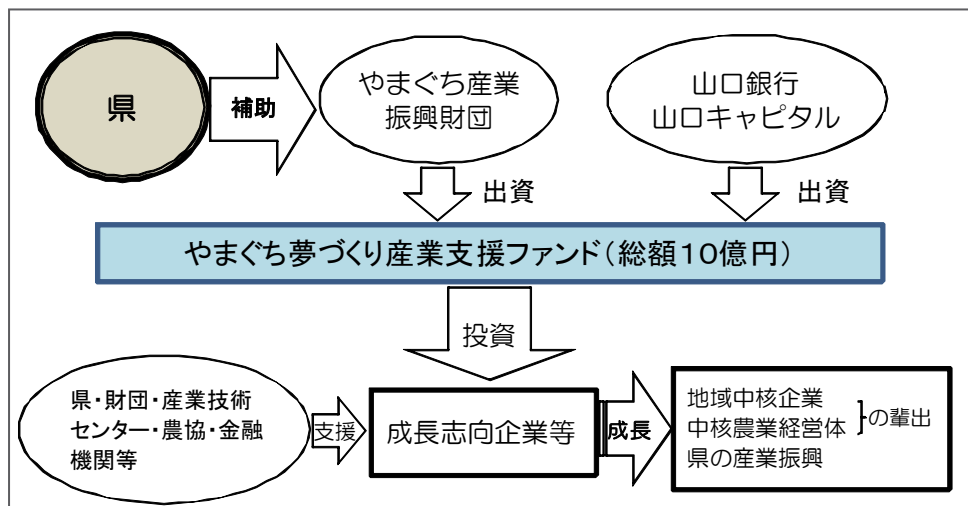 県
補助
やまぐち産業
振興財団
山口銀行
山口キャピタル
出資
出資
やまぐち夢づくり産業支援ファンド（総額１０億円）
投資
県・財団・産業技術
センター・農協・金融
機関等
支援
成長志向企業等
成長
地域中核企業
中核農業経営体
の輩出
県の産業振興